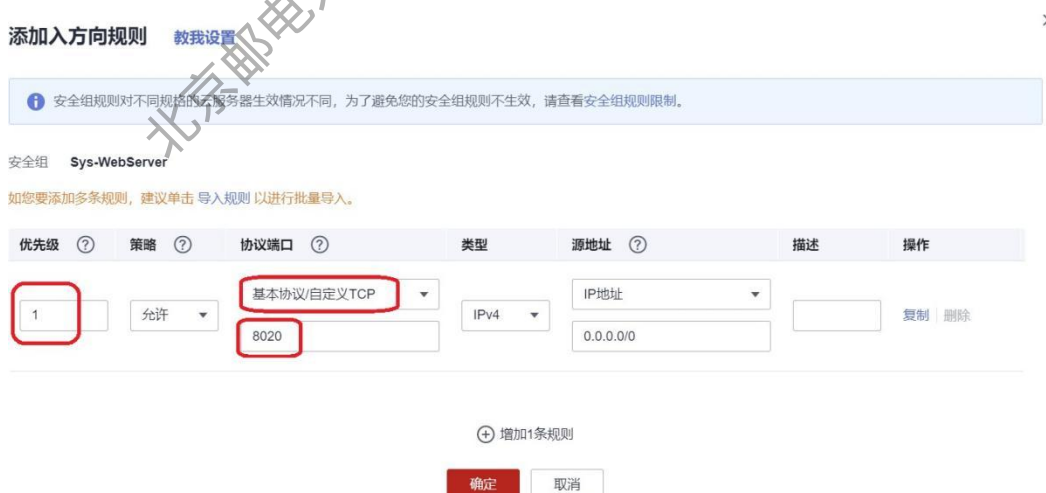 添加入方向规则 教我设置
安全组规则对不同规格的云服务器生效情况不同，为了避免您的安全组规则不生效，请查看安全组规则限制。
安全组 Sys-WebServer
如您要添加多条规则，建议单击 导入规则 以进行批量导入。
优先级 策略 协议端口 类型 源地址 描述 操作
基本协议/自定义TCP IP地址
1 允许 IPv4 复制 删除
8020 0.0.0.0/0
增加1条规则
确定 取消
北京邮电